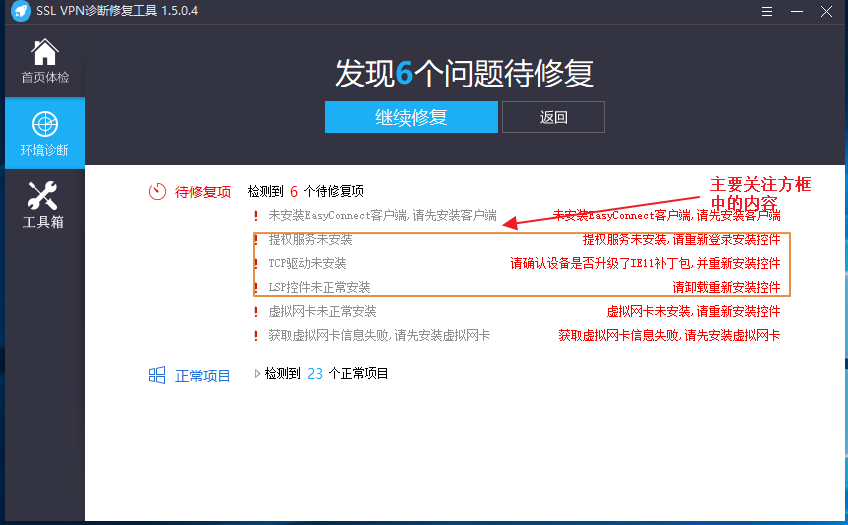 SSL VPN诊断修复工具 1.5.0.4
首页体检
环境诊断
工具箱
发现6个问题待修复
继续修复
返回
主要关注方框
中的内容
待修复项 检测到 6 个待修复项
未安装EasyConnect客户端,请先安装客户端 未安装EasyConnect客户端,请先安装客户端
提权服务未安装 提权服务未安装,请重新登录安装控件
TCP驱动未安装 请确认设备是否升级了IE11补丁包,并重新安装控件
LSP控件未正常安装 请卸载重新安装控件
虚拟网卡未正常安装 虚拟网卡未安装,请重新安装控件
获取虚拟网卡信息失败,请先安装虚拟网卡 获取虚拟网卡信息失败,请先安装虚拟网卡
正常项目 检测到 23 个正常项目